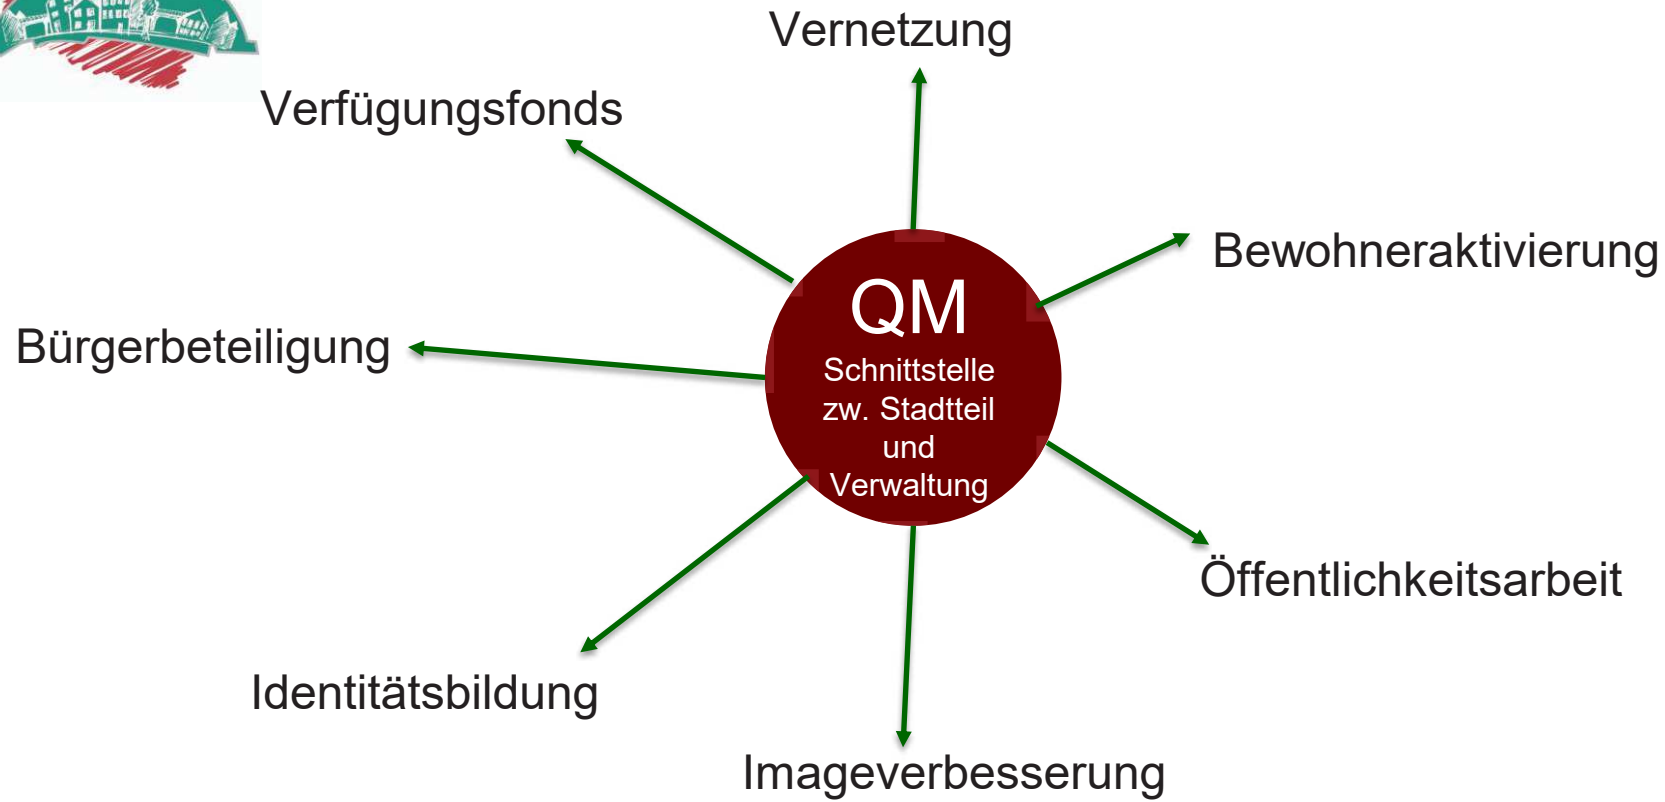 Vernetzung
Verfügungsfonds
Bewohneraktivierung
QM
Schnittstelle
zw. Stadtteil
und
Verwaltung
Bürgerbeteiligung
Öffentlichkeitsarbeit
Identitätsbildung
Imageverbesserung